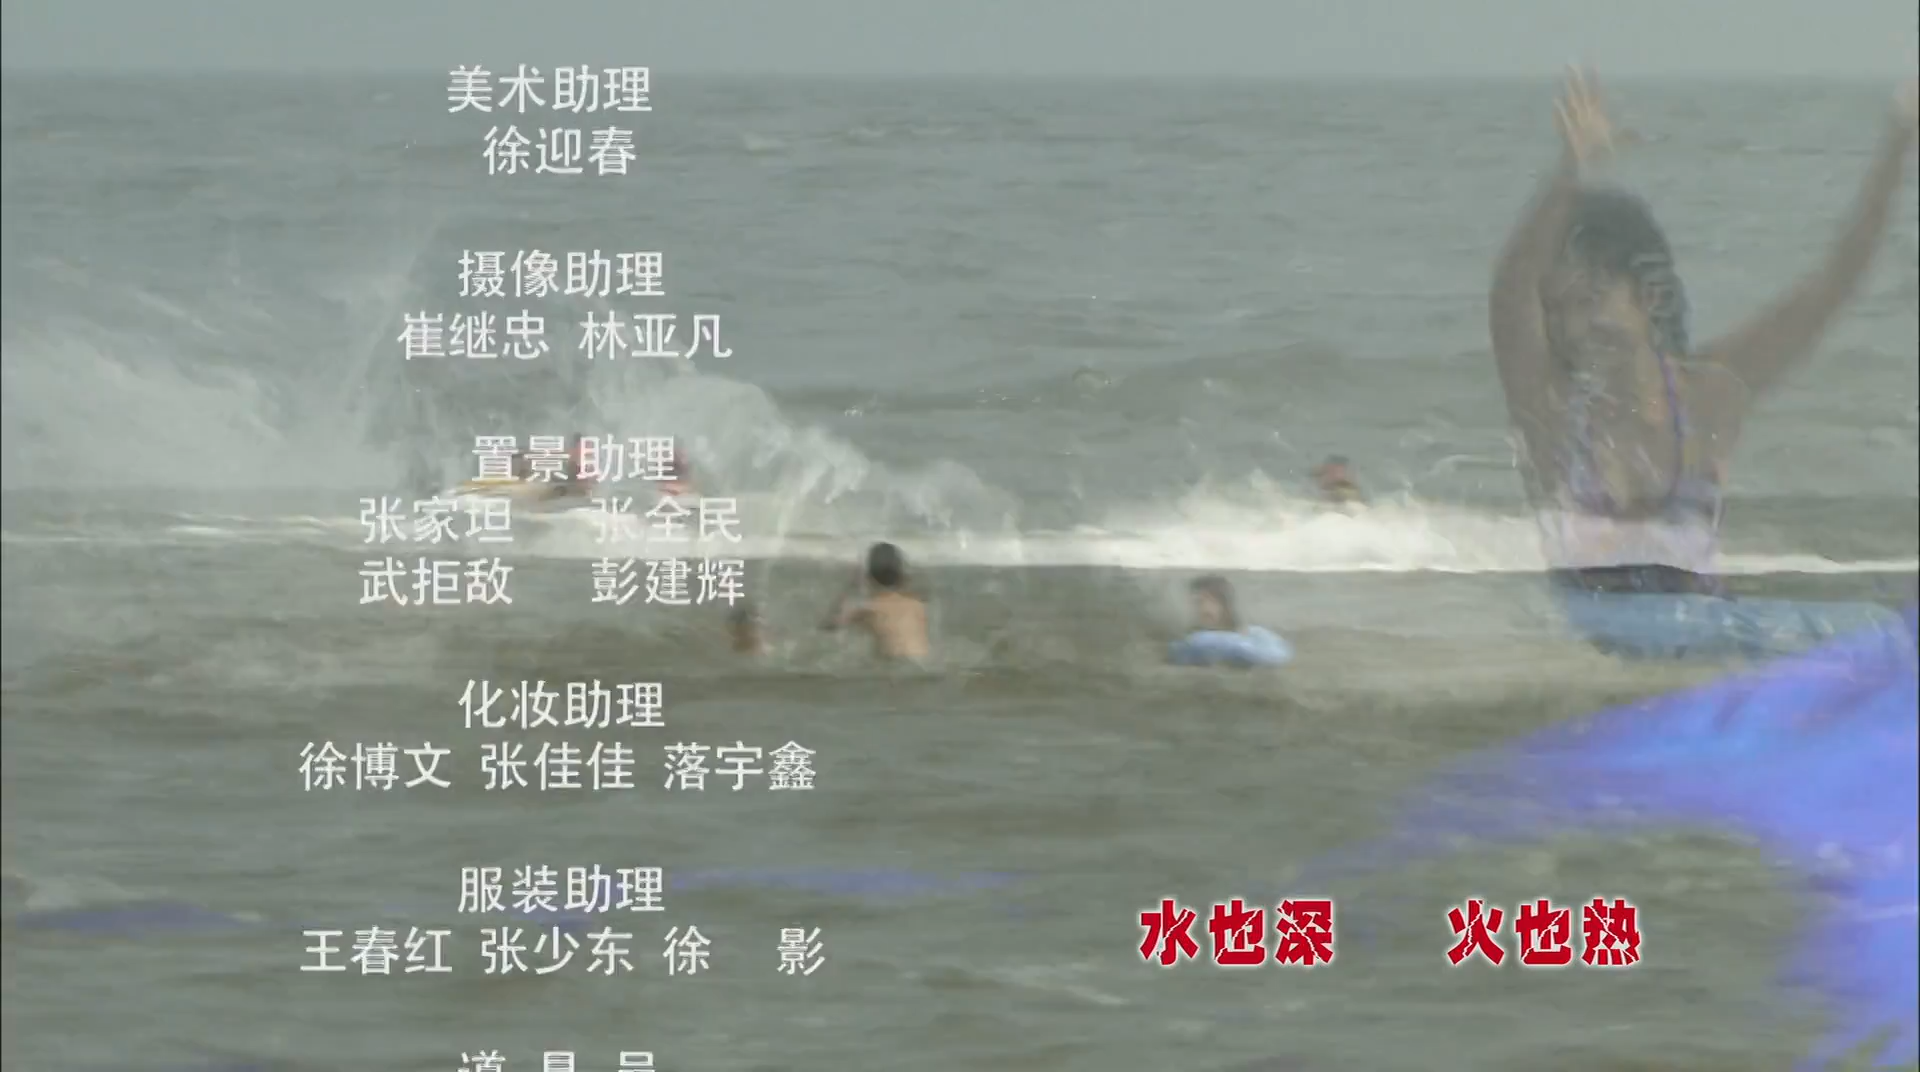 美术助理
徐迎春
摄像助理
崔继忠 林亚凡
置景助理
张家坦 张全民
武拒敌 彭建辉
化妆助理
徐博文 张佳佳 落宇鑫
服装助理
王春红 张少东 徐 影
水也深 火也热
道具员